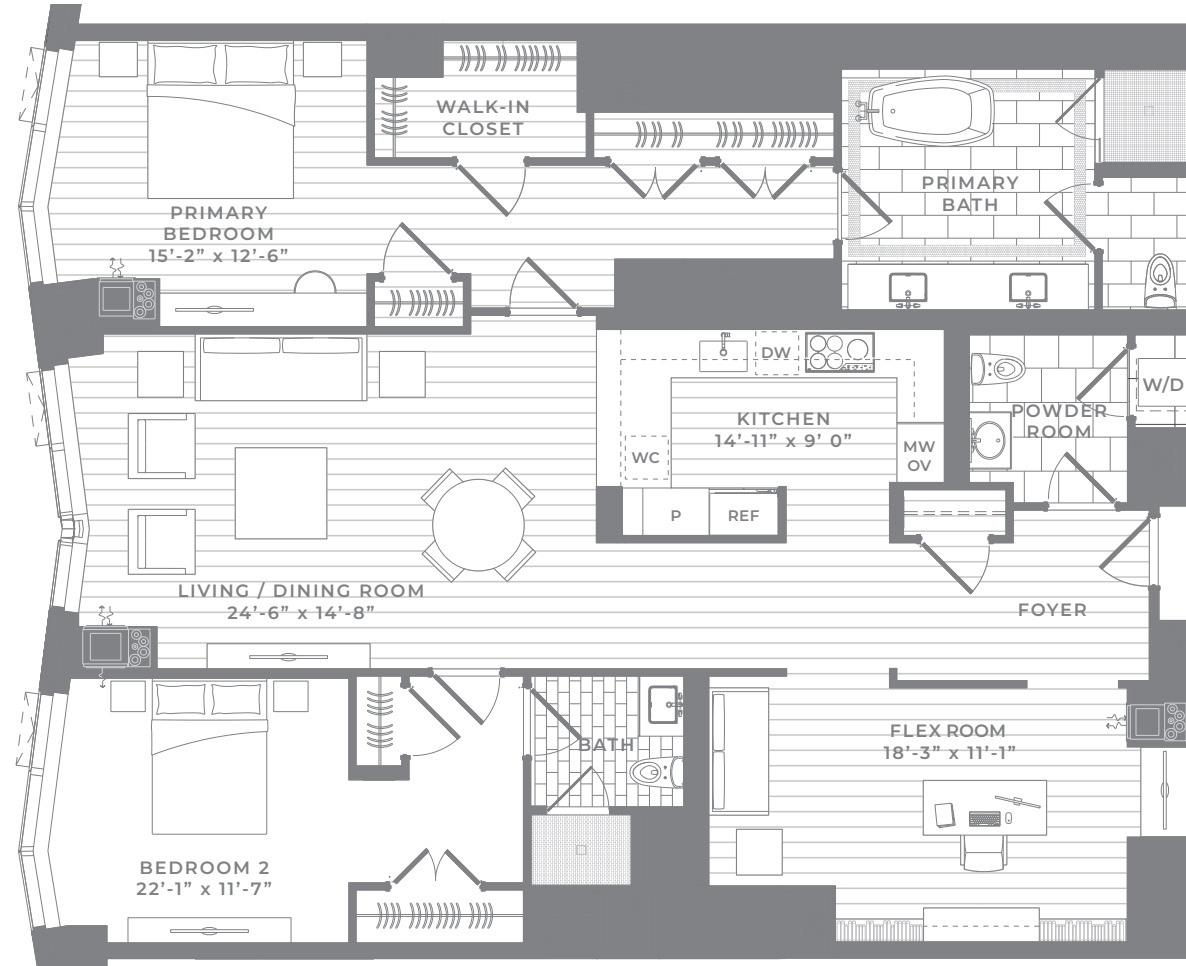 WALK-IN
CLOSET
PRIMARY
BATH
PRIMARY
BEDROOM
15'-2” x 12'-6”
DW
W/D
KITCHEN
14'-11” x 9' 0”
POWDER
ROOM
WC
MW
OV
P
REF
LIVING / DINING ROOM
24'-6” x 14'-8”
FOYER
BATH
FLEX ROOM
18'-3” x 11'-1”
BEDROOM 2
22'-1” x 11'-7”